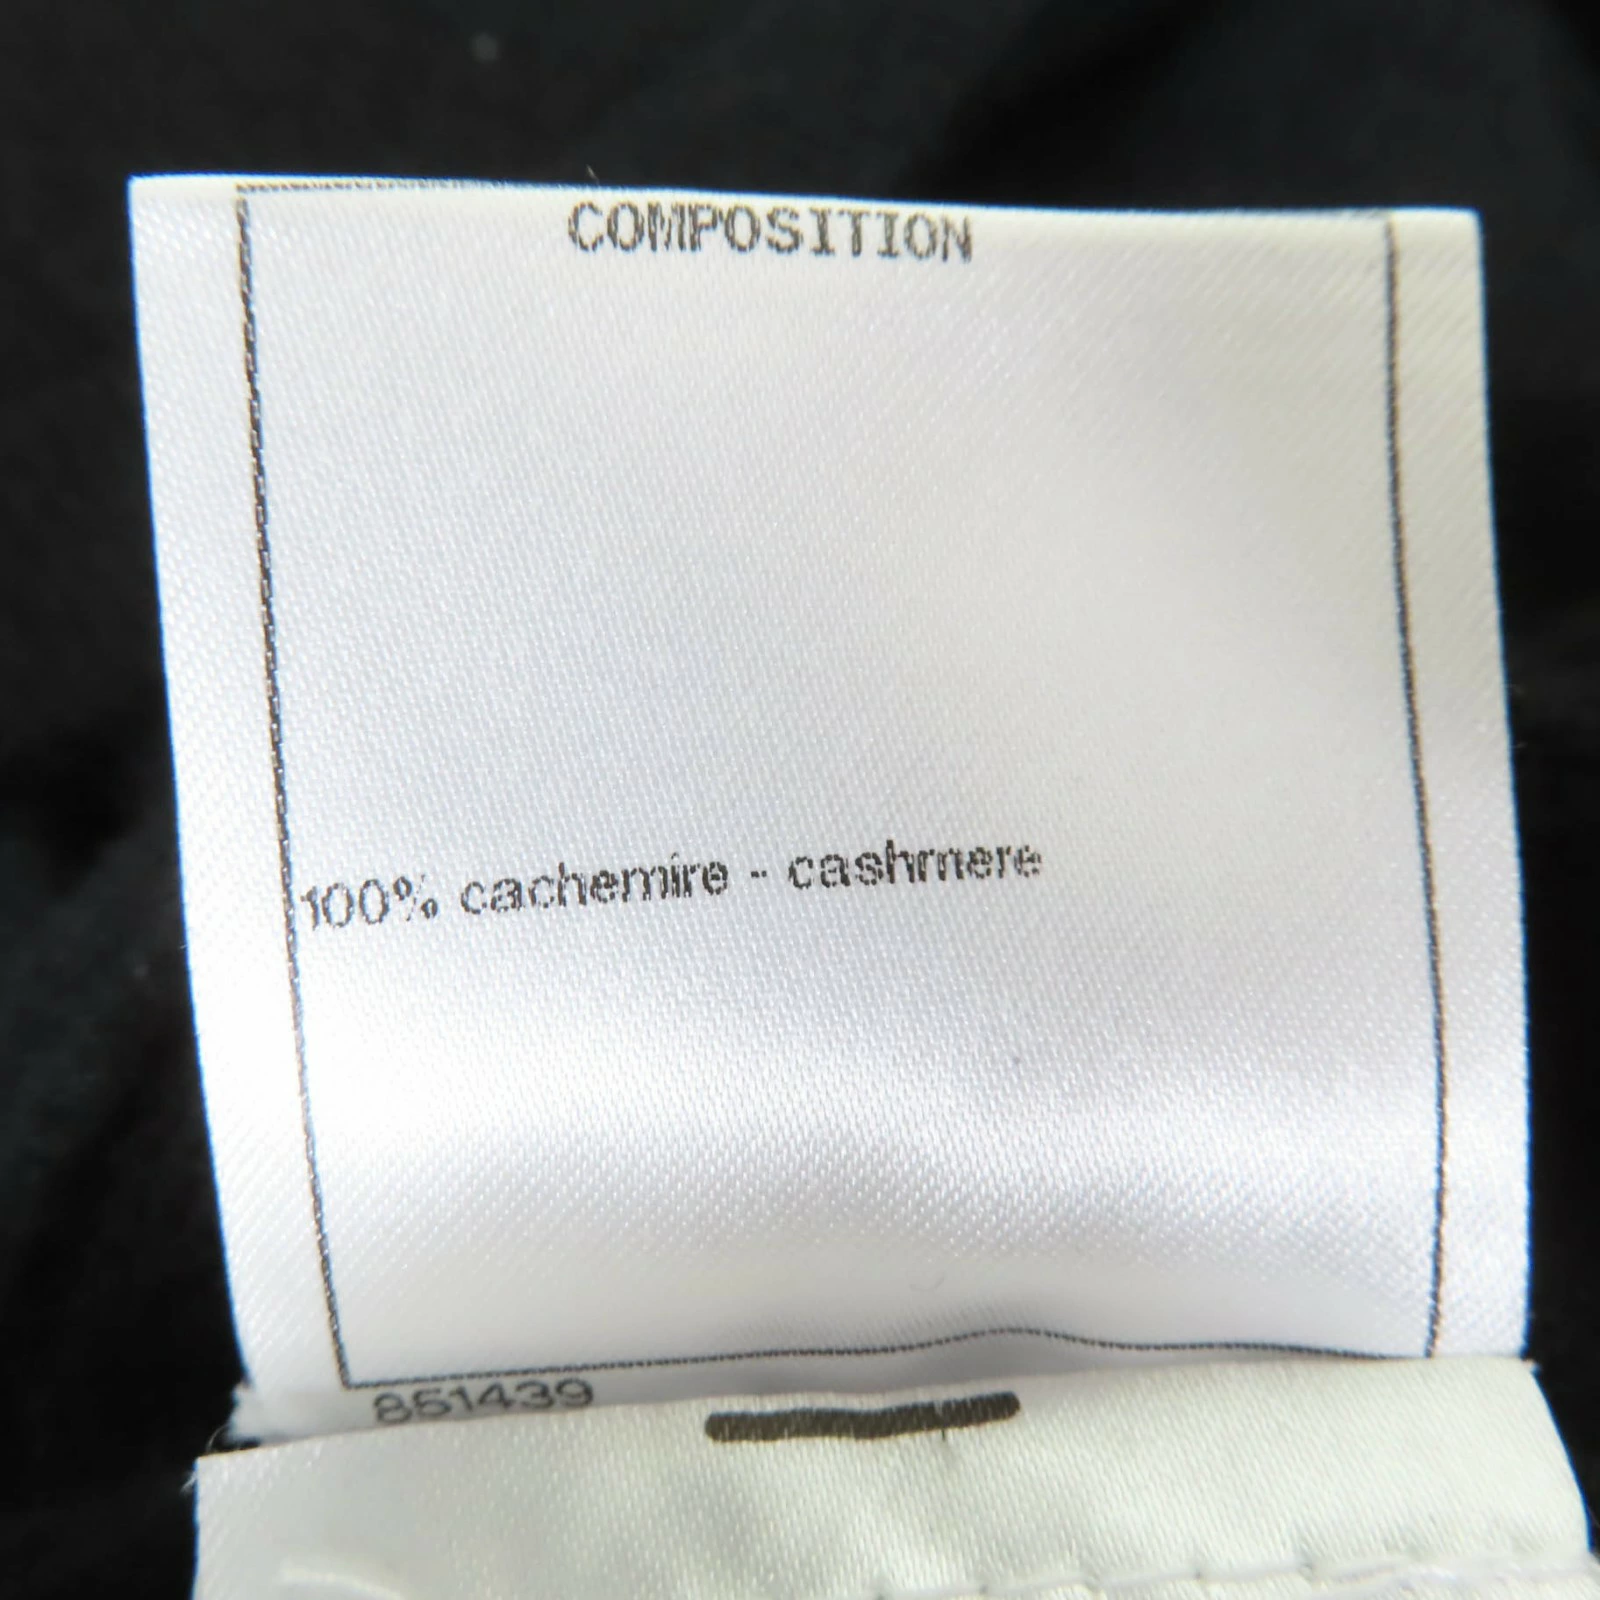 COMPOSITION
100% cachemire - cashmere
851439